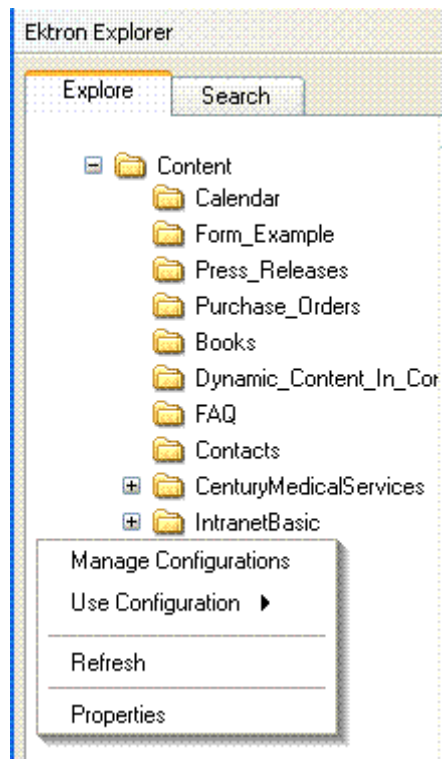 Ektron Explorer
Explore
Search
Content
Calendar
Form_Example
Press_Releases
Purchase_Orders
Books
Dynamic_Content_In_Cor
FAQ
Contacts
CenturyMedicalServices
IntranetBasic
Manage Configurations
Use Configuration
Refresh
Properties